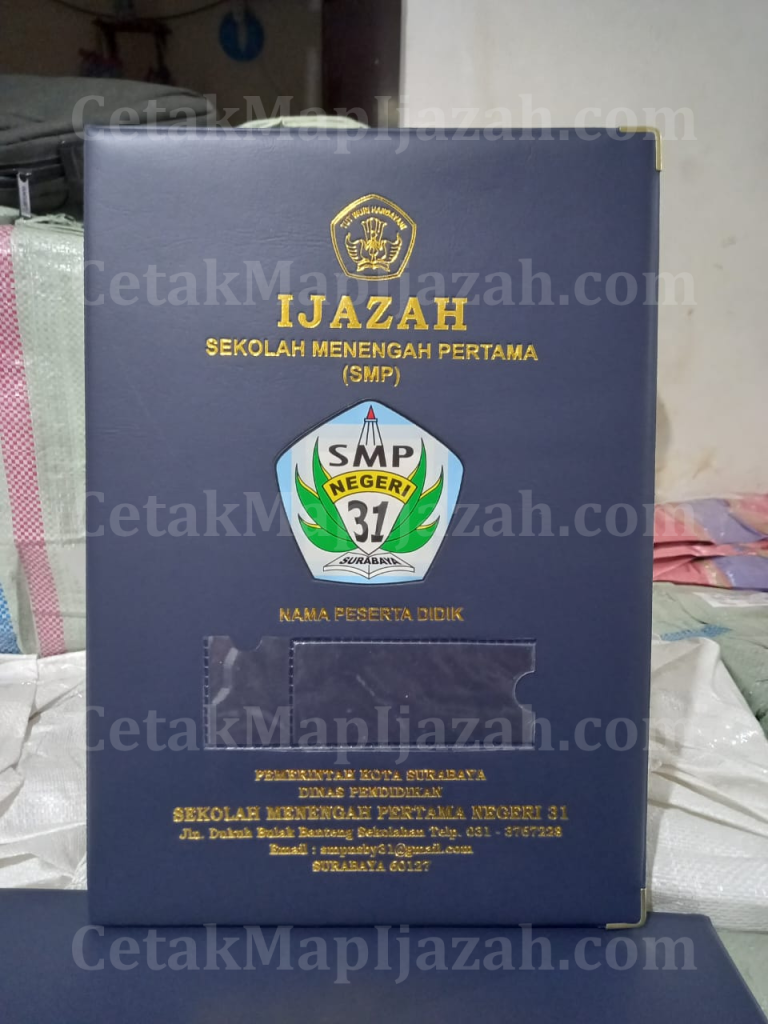 CetakMapIjazah.com
TUT WURI HANDAYANI
CetakMapIjazah.com
IJAZAH
SEKOLAH MENENGAH PERTAMA
(SMP)
SMP
NEGERI
31
SURABAYA
CetakMapIjazah.com
NAMA PESERTA DIDIK
CetakMapIjazah.com
PEMERINTAH KOTA SURABAYA
DINAS PENDIDIKAN
SEKOLAH MENENGAH PERTAMA NEGERI 31
Jln. Dukuh Bulak Banteng Sekolahan Telp. 031 - 3767228
Email : smpnsby31@gmail.com
SURABAYA 60127
CetakMapIjazah.com